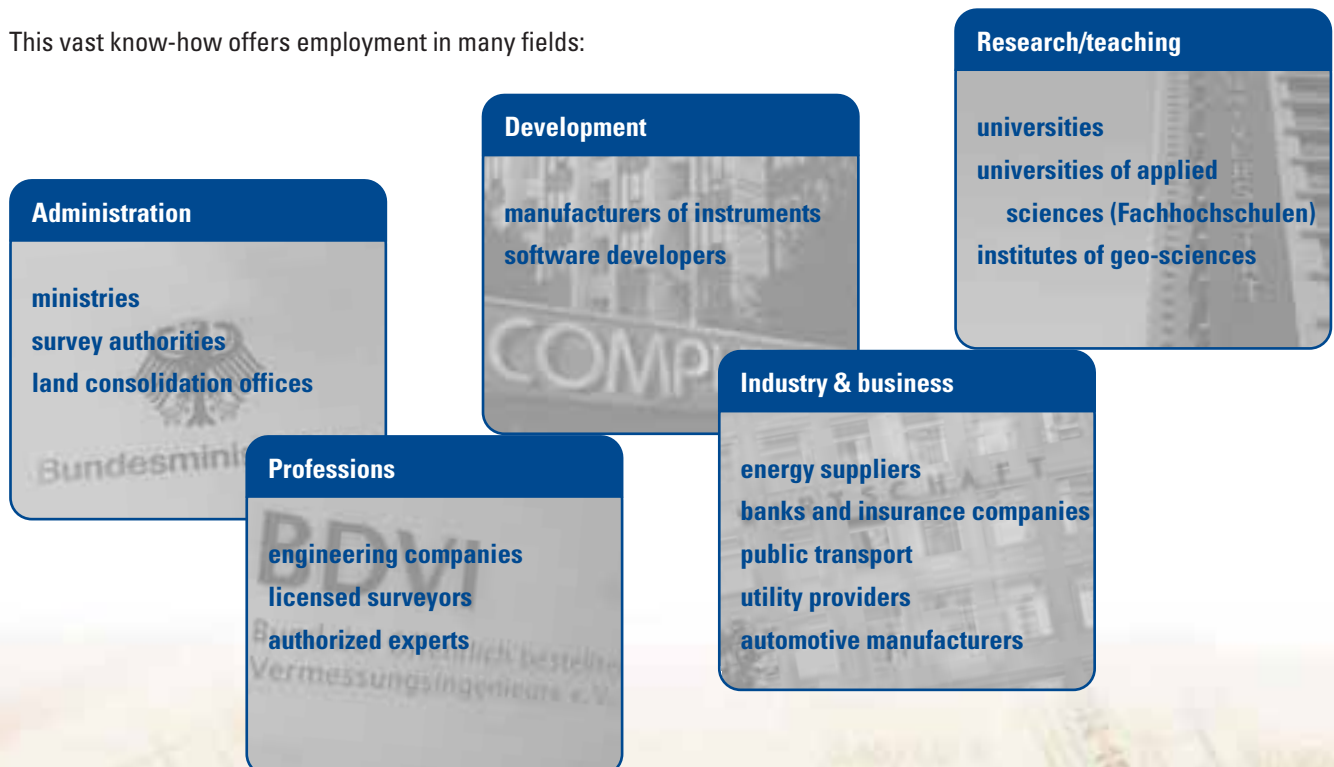 This vast know-how offers employment in many fields:
Research/teaching
universities
universities of applied
sciences (Fachhochschulen)
institutes of geo-sciences
Development
manufacturers of instruments
software developers
COMP
Administration
ministries
survey authorities
land consolidation offices
Bundesmini
Industry & business
energy suppliers
banks and insurance companies
public transport
utility providers
automotive manufacturers
Professions
BDVI
engineering companies
licensed surveyors
authorized experts
Vermessungsingenieure e.V.